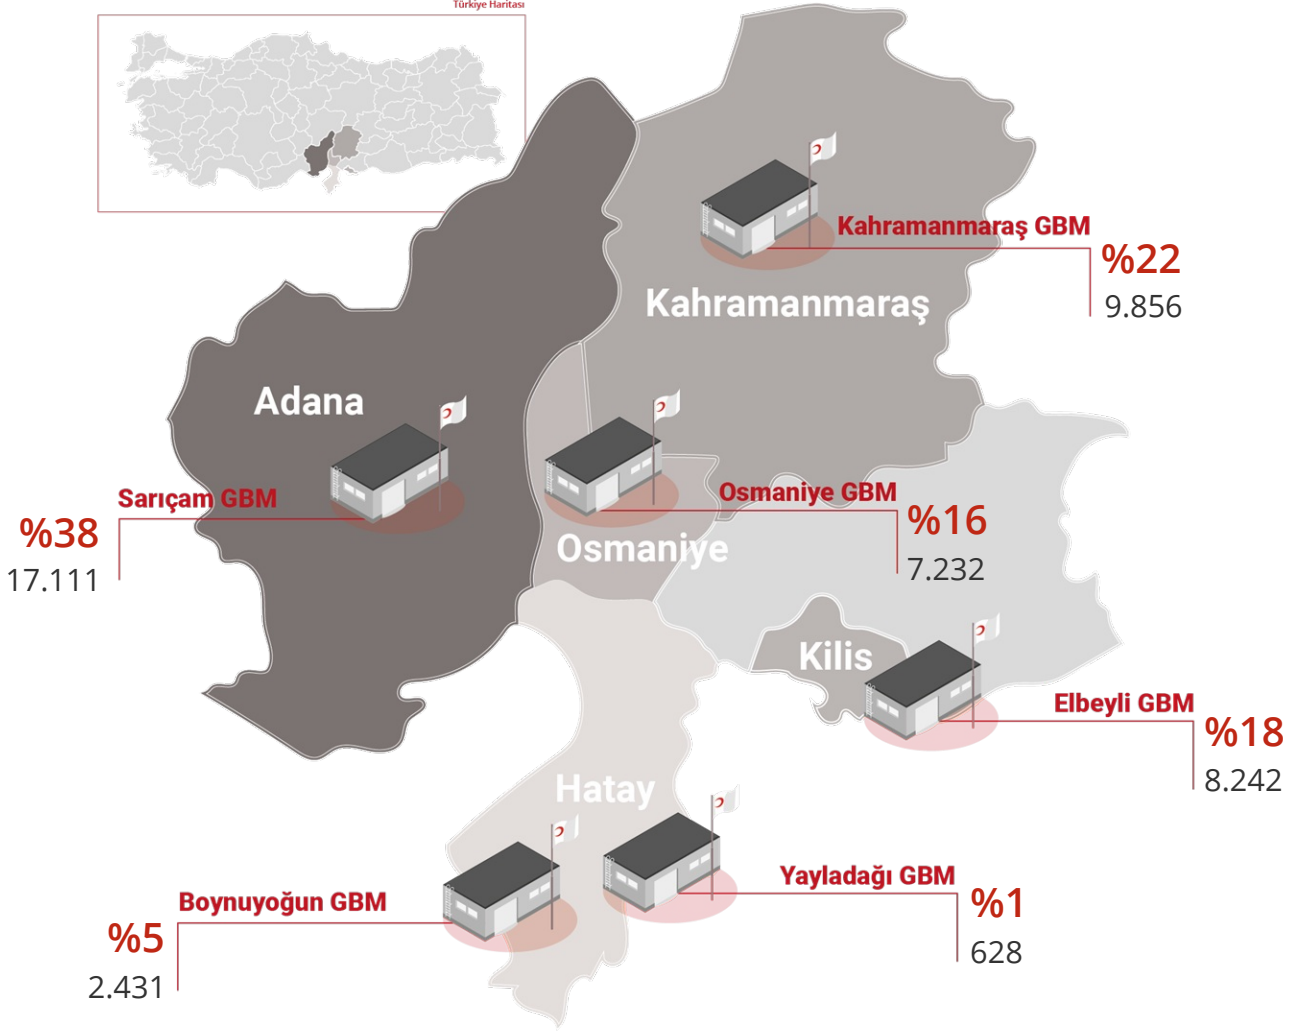 Türkiye Haritası
Kahramanmaraş GBM
%22
9.856
Kahramanmaraş
Adana
Sarıçam GBM
%38
17.111
Osmaniye GBM
%16
7.232
Osmaniye
Kilis
Elbeyli GBM
%18
8.242
Hatay
Yayladağı GBM
%1
628
Boynuyoğun GBM
%5
2.431